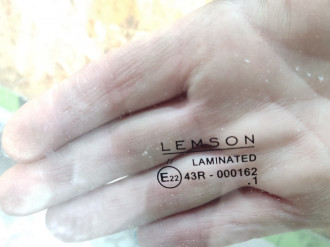 LEMSON
LAMINATED
E22 43R - 000162
.1